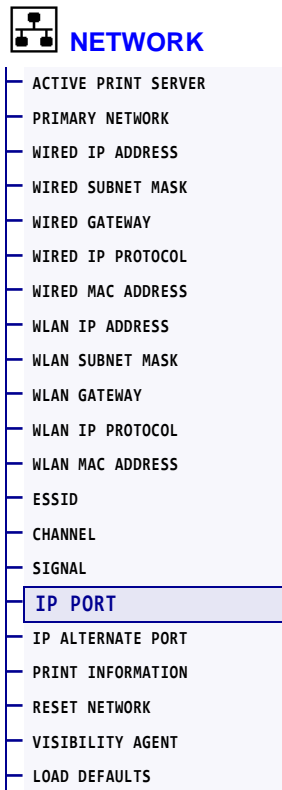 NETWORK
ACTIVE PRINT SERVER
PRIMARY NETWORK
WIRED IP ADDRESS
WIRED SUBNET MASK
WIRED GATEWAY
WIRED IP PROTOCOL
WIRED MAC ADDRESS
WLAN IP ADDRESS
WLAN SUBNET MASK
WLAN GATEWAY
WLAN IP PROTOCOL
WLAN MAC ADDRESS
ESSID
CHANNEL
SIGNAL
IP PORT
IP ALTERNATE PORT
PRINT INFORMATION
RESET NETWORK
VISIBILITY AGENT
LOAD DEFAULTS